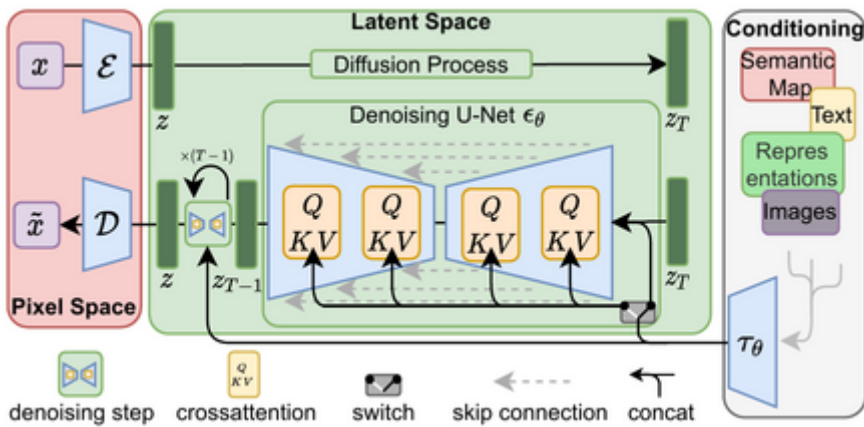 Latent Space
Conditioning
x
ℰ
Diffusion Process
Semantic
Map
Text
z
z_T
Denoising U-Net ϵ_θ
Repres
entations
Images
×(T−1)
x̃
𝒟
Q
KV
Q
KV
Q
KV
Q
KV
z
z_{T−1}
z_T
Pixel Space
τ_θ
Q
KV
denoising step
crossattention
switch
skip connection
concat